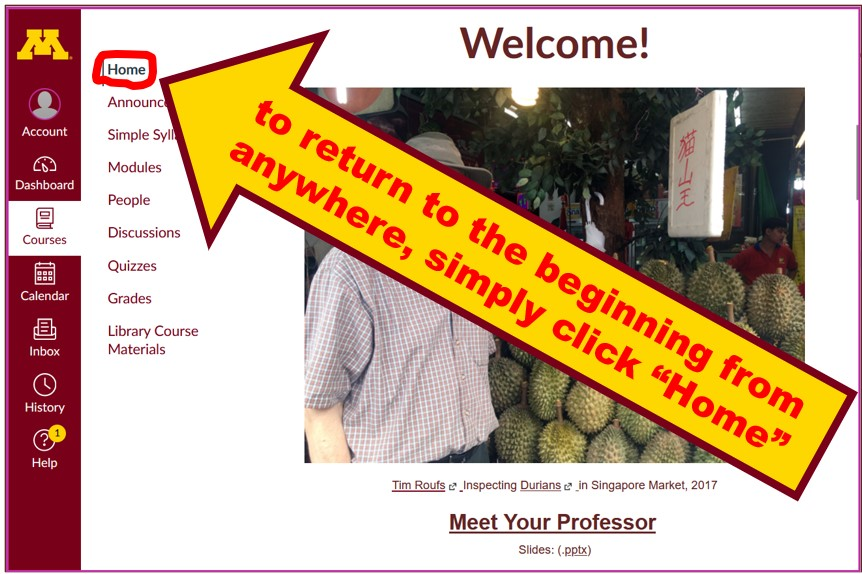 Welcome!
Account
Dashboard
Courses
Calendar
Inbox
History
1
Help
Home
Announc
Simple Syll
Modules
People
Discussions
Quizzes
Grades
Library Course
Materials
to return to the beginning from
anywhere, simply click “Home”
猫山王
Tim Roufs Inspecting Durians in Singapore Market, 2017
Meet Your Professor
Slides: (.pptx)